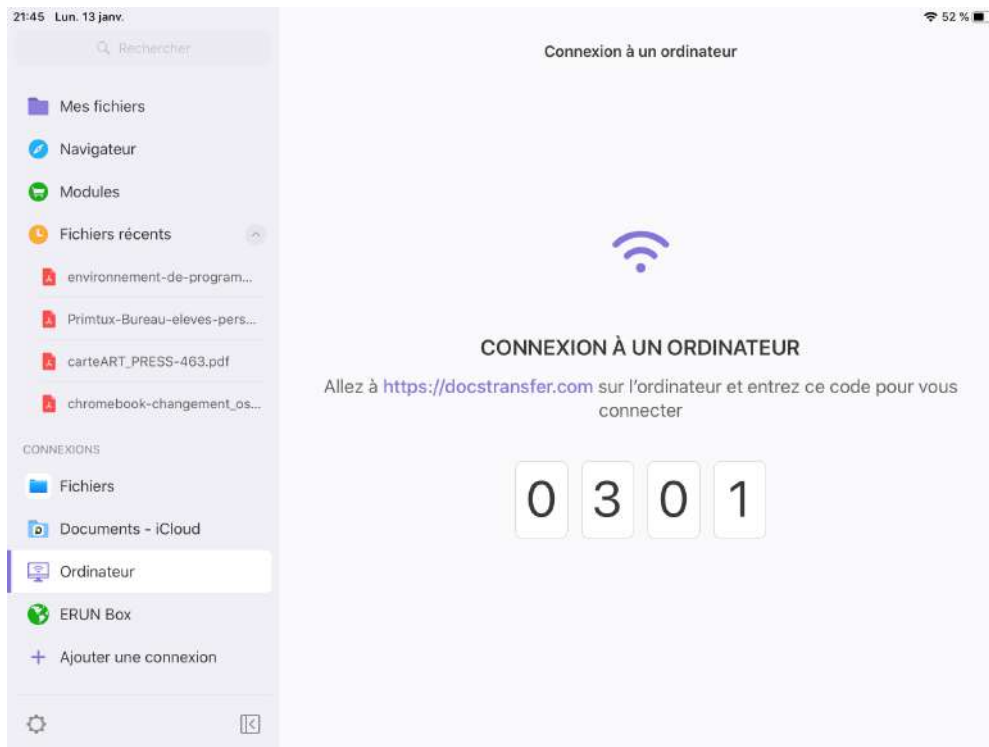 21:45 Lun. 13 janv.
52 %
Rechercher
Mes fichiers
Navigateur
Modules
Fichiers récents
environnement-de-program...
Primtux-Bureau-eleves-pers...
carteART_PRESS-463.pdf
chromebook-changement_os...
CONNEXIONS
Fichiers
Documents - iCloud
Ordinateur
ERUN Box
Ajouter une connexion
Connexion à un ordinateur
CONNEXION À UN ORDINATEUR
Allez à https://docstransfer.com sur l'ordinateur et entrez ce code pour vous
connecter
0 3 0 1